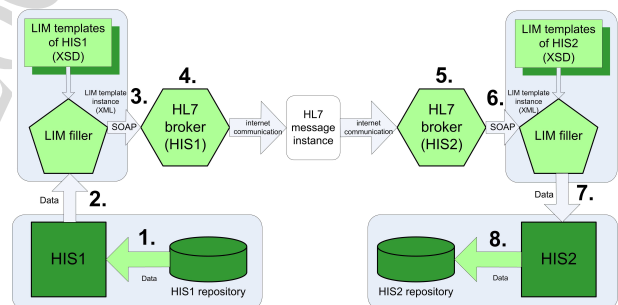 LIM templates
of HIS1
(XSD)
LIM template
instance
(XML)
3.
LIM filler
SOAP
4.
HL7
broker
(HIS1)
internet
communication
HL7
message
instance
internet
communication
5.
HL7
broker
(HIS2)
6.
SOAP
LIM templates
of HIS2
(XSD)
LIM template
instance
(XML)
LIM filler
Data
2.
Data
7.
HIS1
1.
Data
HIS1 repository
HIS2 repository
8.
Data
HIS2